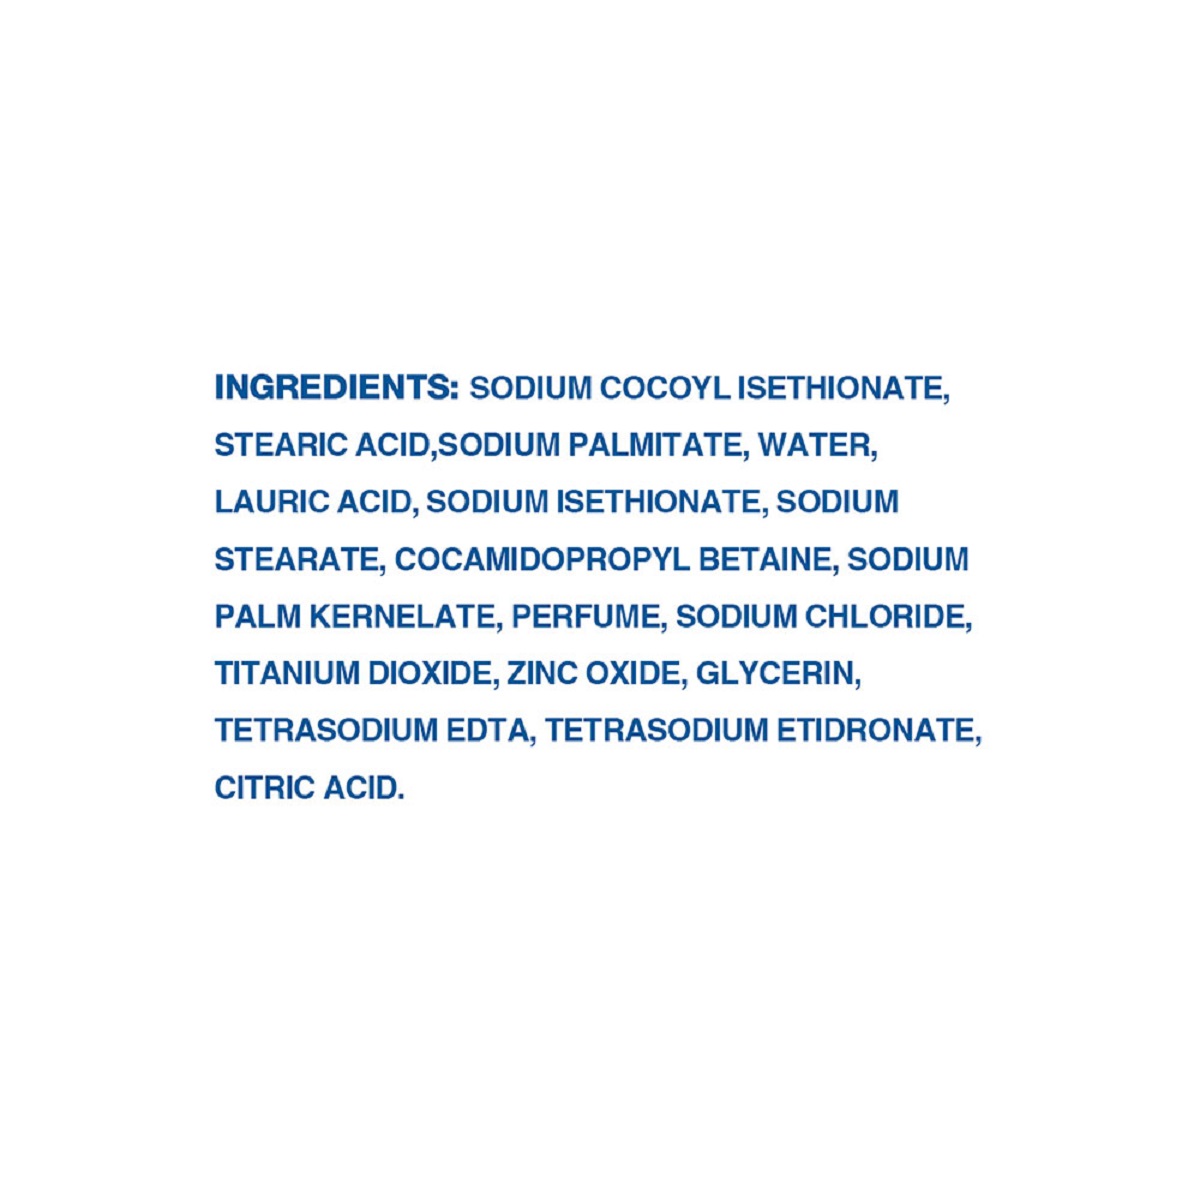 INGREDIENTS: SODIUM COCOYL ISETHIONATE,
STEARIC ACID,SODIUM PALMITATE, WATER,
LAURIC ACID, SODIUM ISETHIONATE, SODIUM
STEARATE, COCAMIDOPROPYL BETAINE, SODIUM
PALM KERNELATE, PERFUME, SODIUM CHLORIDE,
TITANIUM DIOXIDE, ZINC OXIDE, GLYCERIN,
TETRASODIUM EDTA, TETRASODIUM ETIDRONATE,
CITRIC ACID.